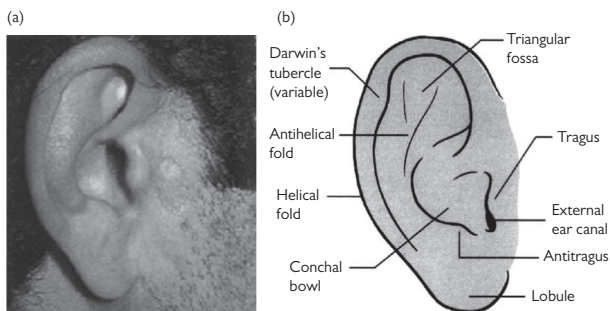 (a)
(b)
Darwin's
tubercle
(variable)
Triangular
fossa
Antihelical
fold
Tragus
Helical
fold
External
ear canal
Conchal
bowl
Antitragus
Lobule